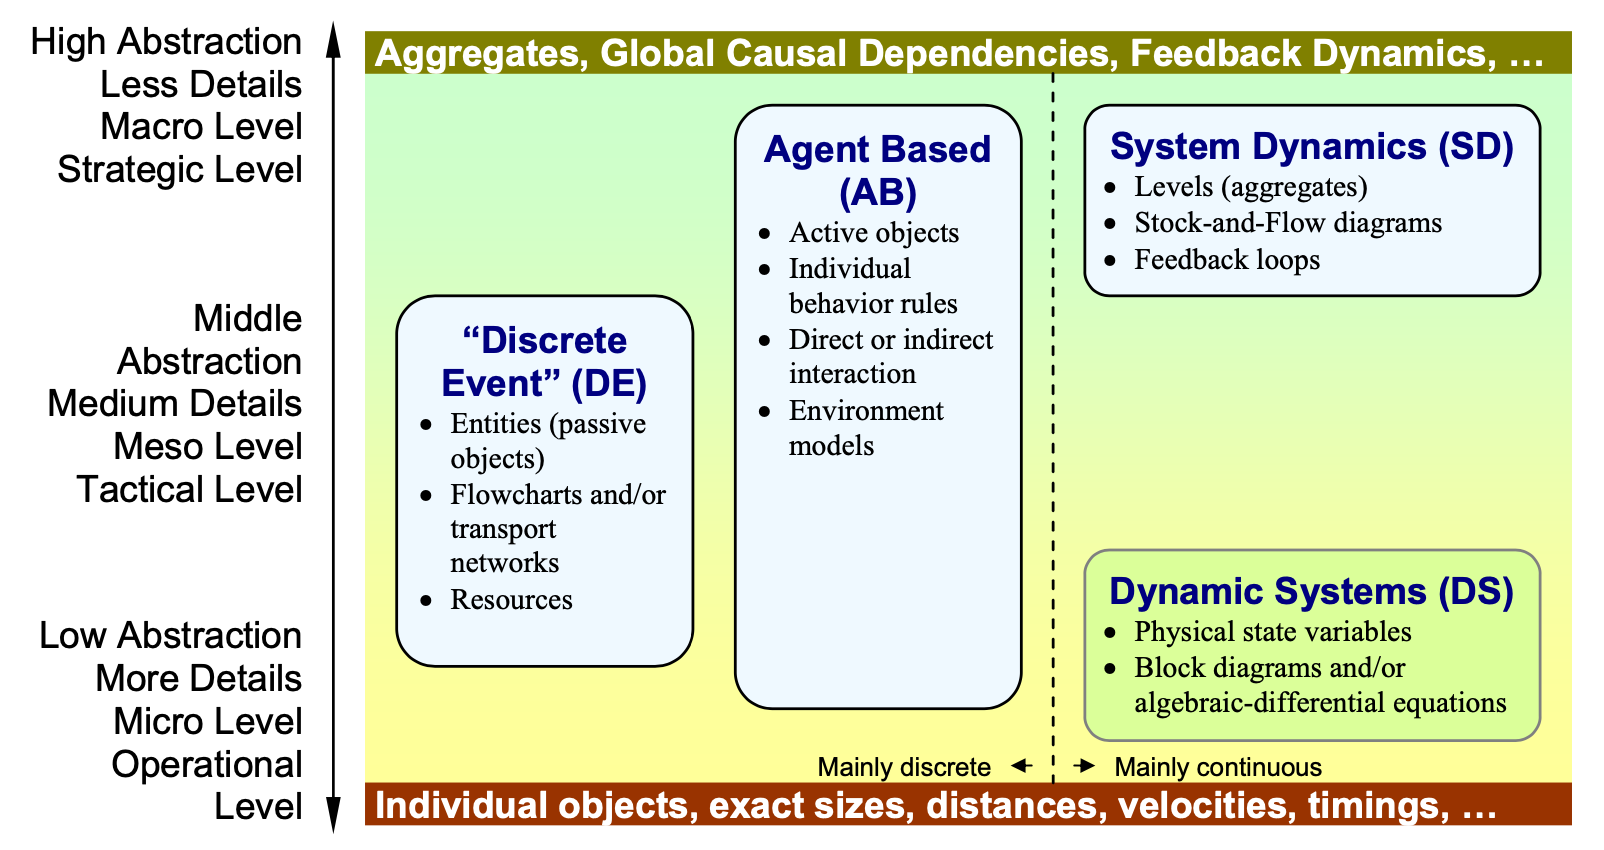 High Abstraction
Less Details
Macro Level
Strategic Level
Middle
Abstraction
Medium Details
Meso Level
Tactical Level
Low Abstraction
More Details
Micro Level
Operational
Level
Aggregates, Global Causal Dependencies, Feedback Dynamics, …
“Discrete
Event” (DE)
• Entities (passive
objects)
• Flowcharts and/or
transport
networks
• Resources
Agent Based
(AB)
• Active objects
• Individual
behavior rules
• Direct or indirect
interaction
• Environment
models
System Dynamics (SD)
• Levels (aggregates)
• Stock-and-Flow diagrams
• Feedback loops
Dynamic Systems (DS)
• Physical state variables
• Block diagrams and/or
algebraic-differential equations
Mainly discrete
Mainly continuous
Individual objects, exact sizes, distances, velocities, timings, …